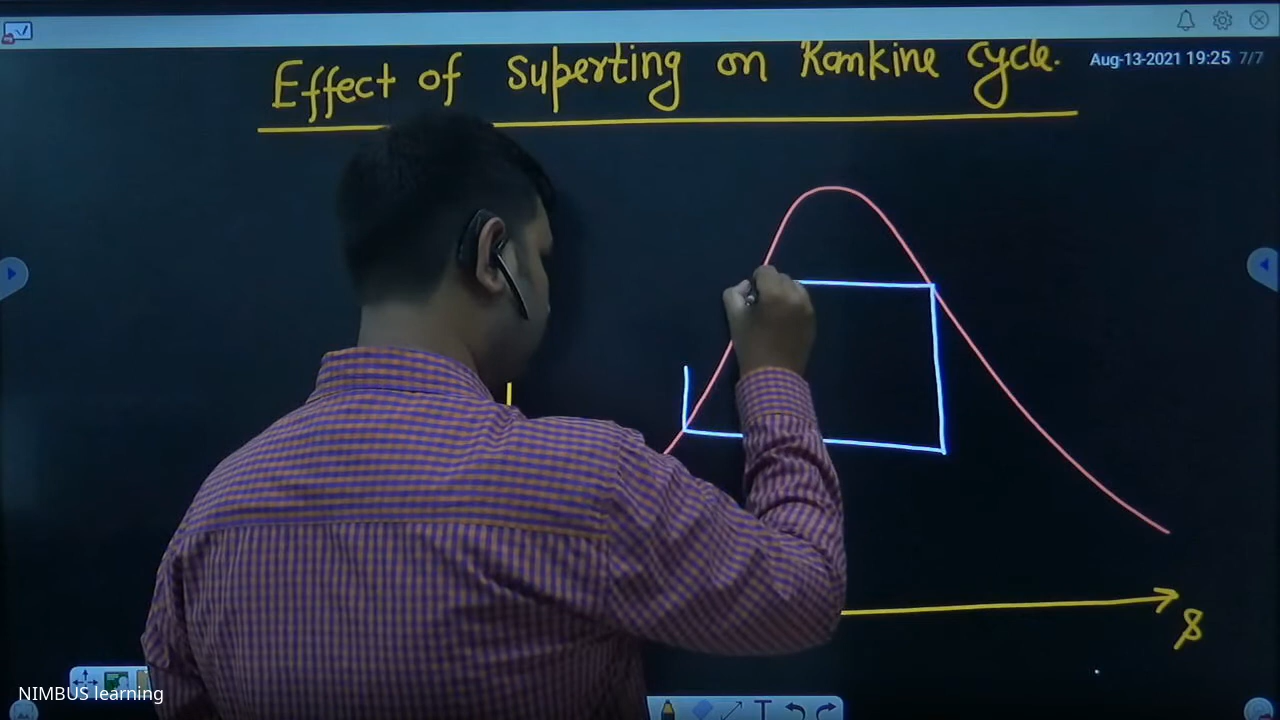 Effect of Superting on Rankine Cycle.
Aug-13-2021 19:25 7/7
s
NIMBUS learning